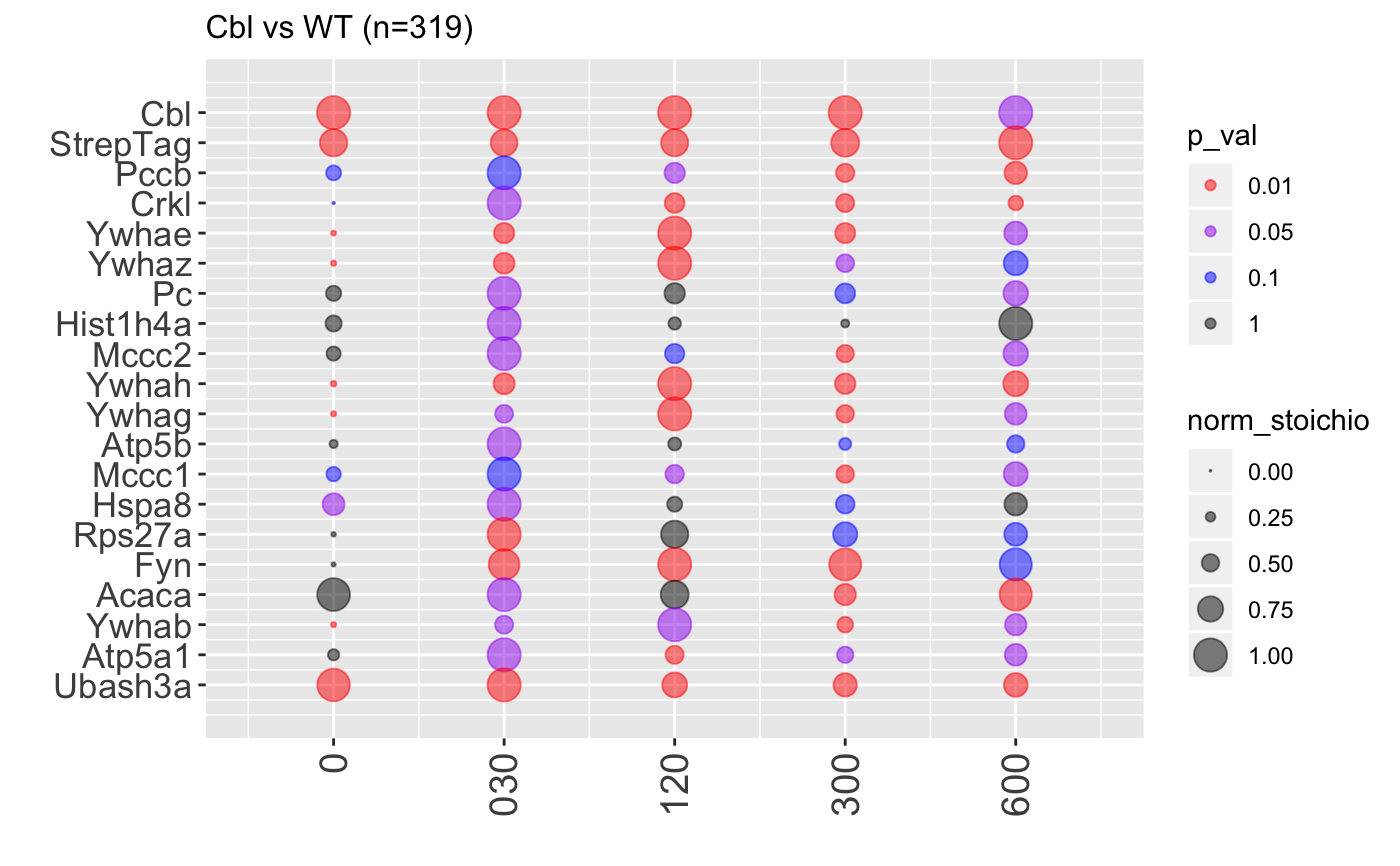 Cbl vs WT (n=319)
Cbl
StrepTag
Pccb
Crkl
Ywhae
Ywhaz
Pc
Hist1h4a
Mccc2
Ywhah
Ywhag
Atp5b
Mccc1
Hspa8
Rps27a
Fyn
Acaca
Ywhab
Atp5a1
Ubash3a
0
030
120
300
600
p_val
0.01
0.05
0.1
1
norm_stoichio
0.00
0.25
0.50
0.75
1.00